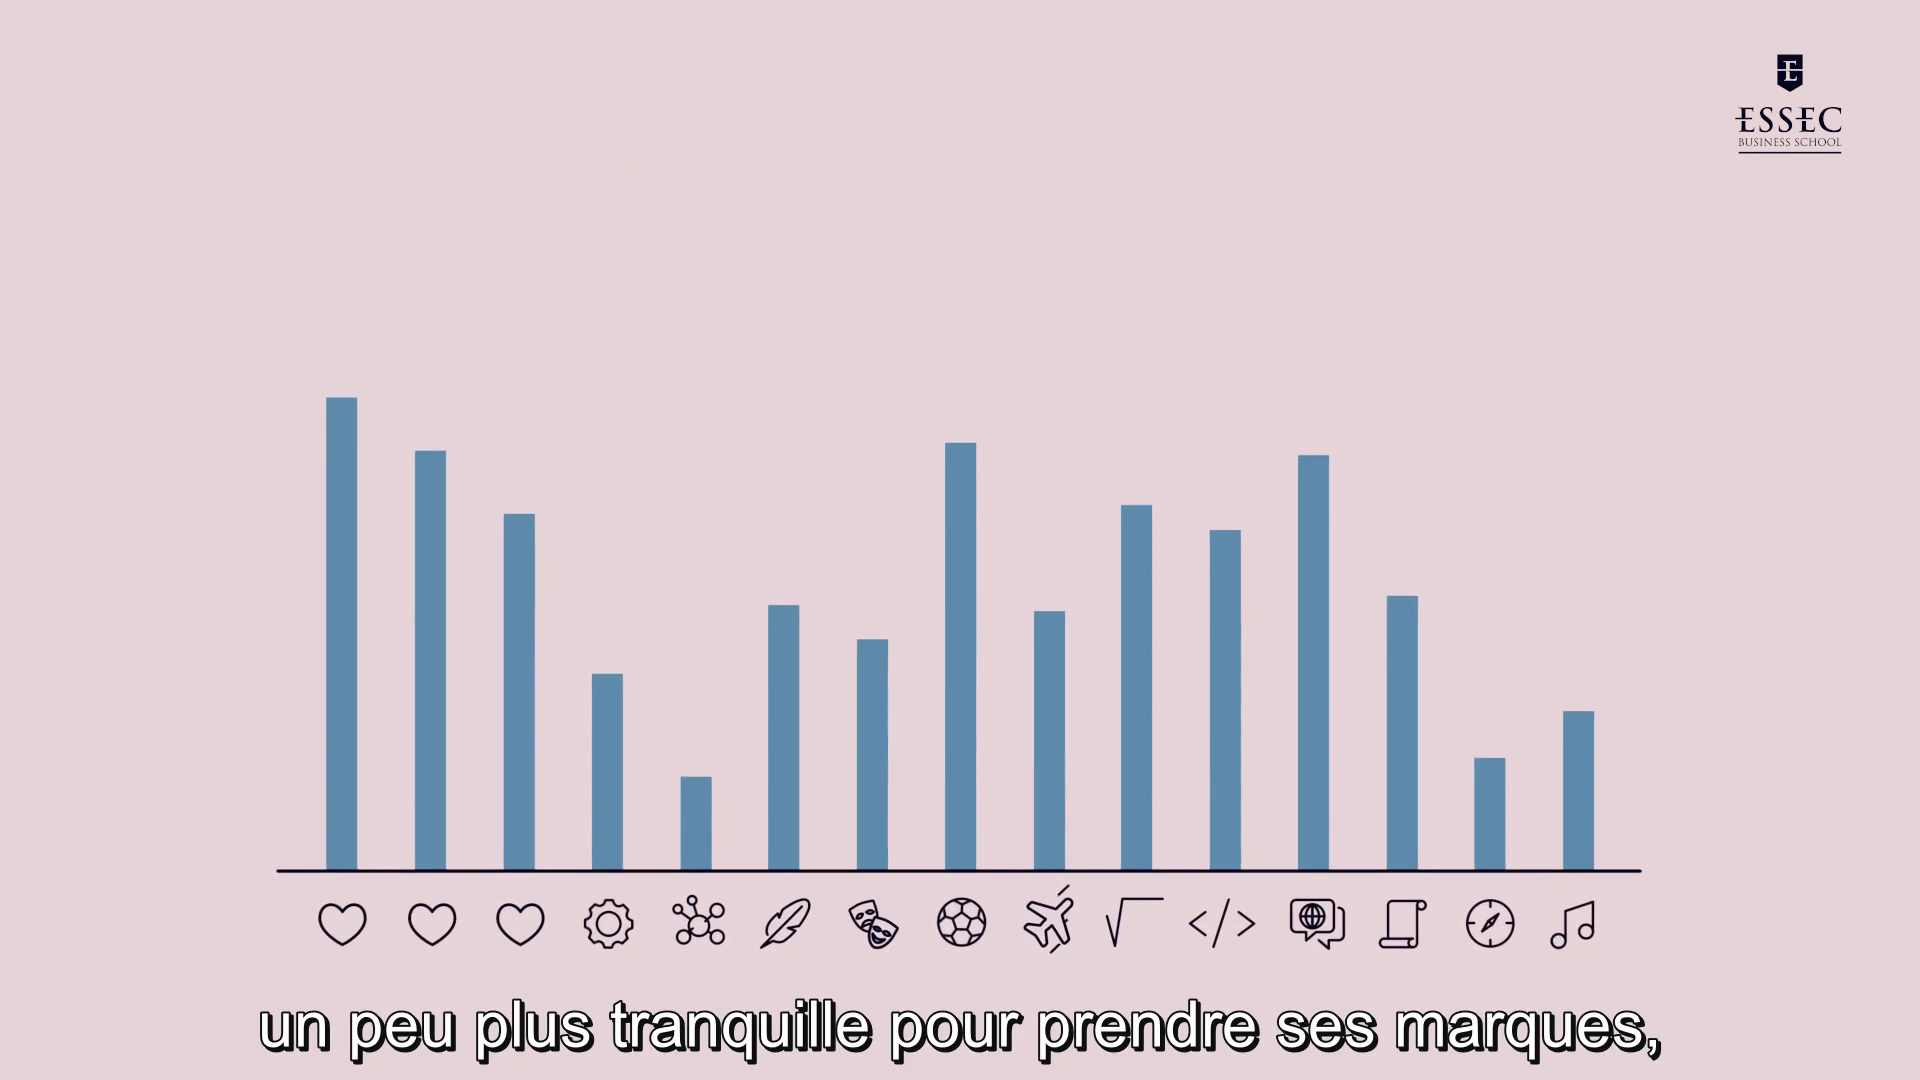 E
ESSEC
BUSINESS SCHOOL
un peu plus tranquille pour prendre ses marques,